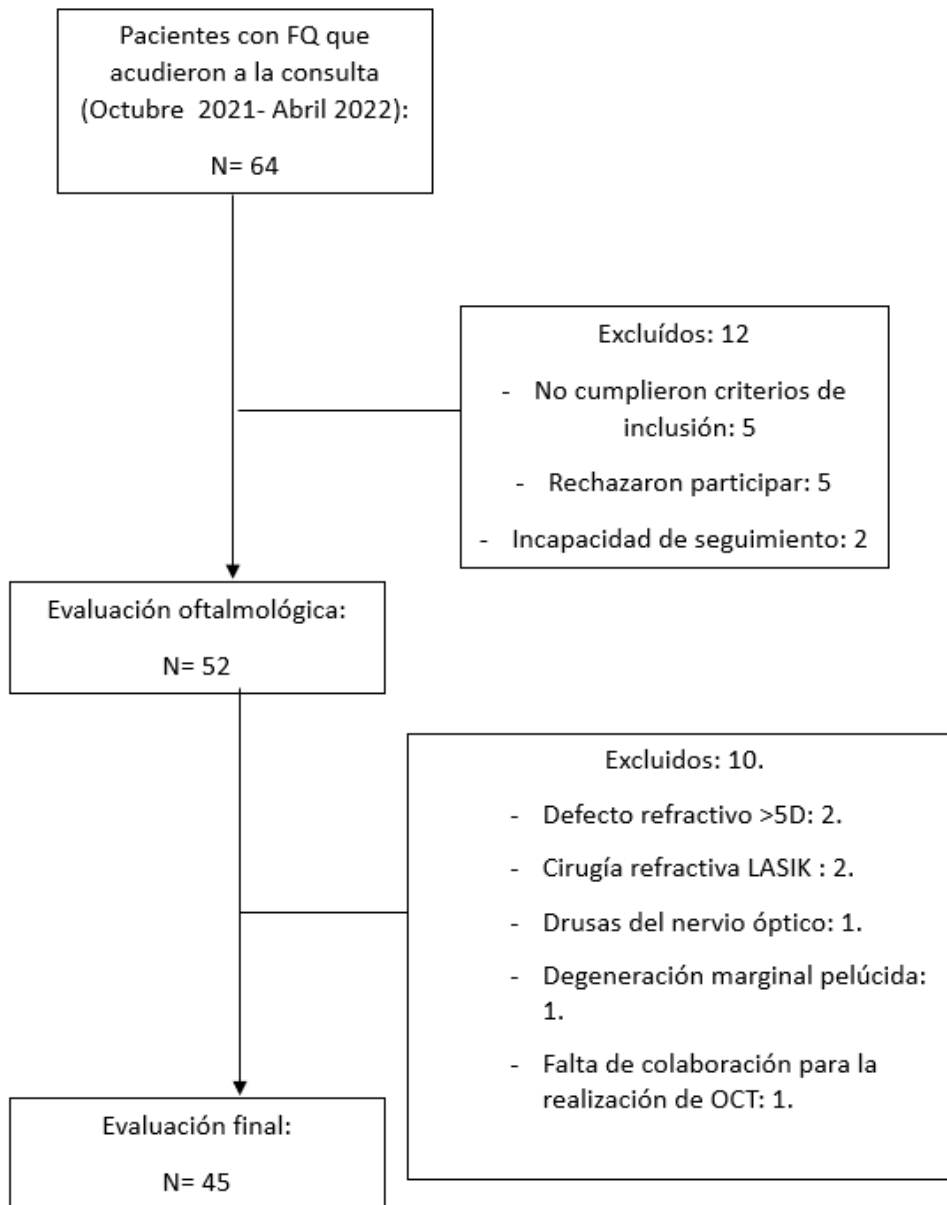 Pacientes con FQ que
acudieron a la consulta
(Octubre 2021- Abril 2022):
N= 64
Excluídos: 12
- No cumplieron criterios de
inclusión: 5
- Rechazaron participar: 5
- Incapacidad de seguimiento: 2
Evaluación oftalmológica:
N= 52
Excluidos: 10.
- Defecto refractivo >5D: 2.
- Cirugía refractiva LASIK : 2.
- Drusas del nervio óptico: 1.
- Degeneración marginal pelúcida:
1.
- Falta de colaboración para la
realización de OCT: 1.
Evaluación final:
N= 45